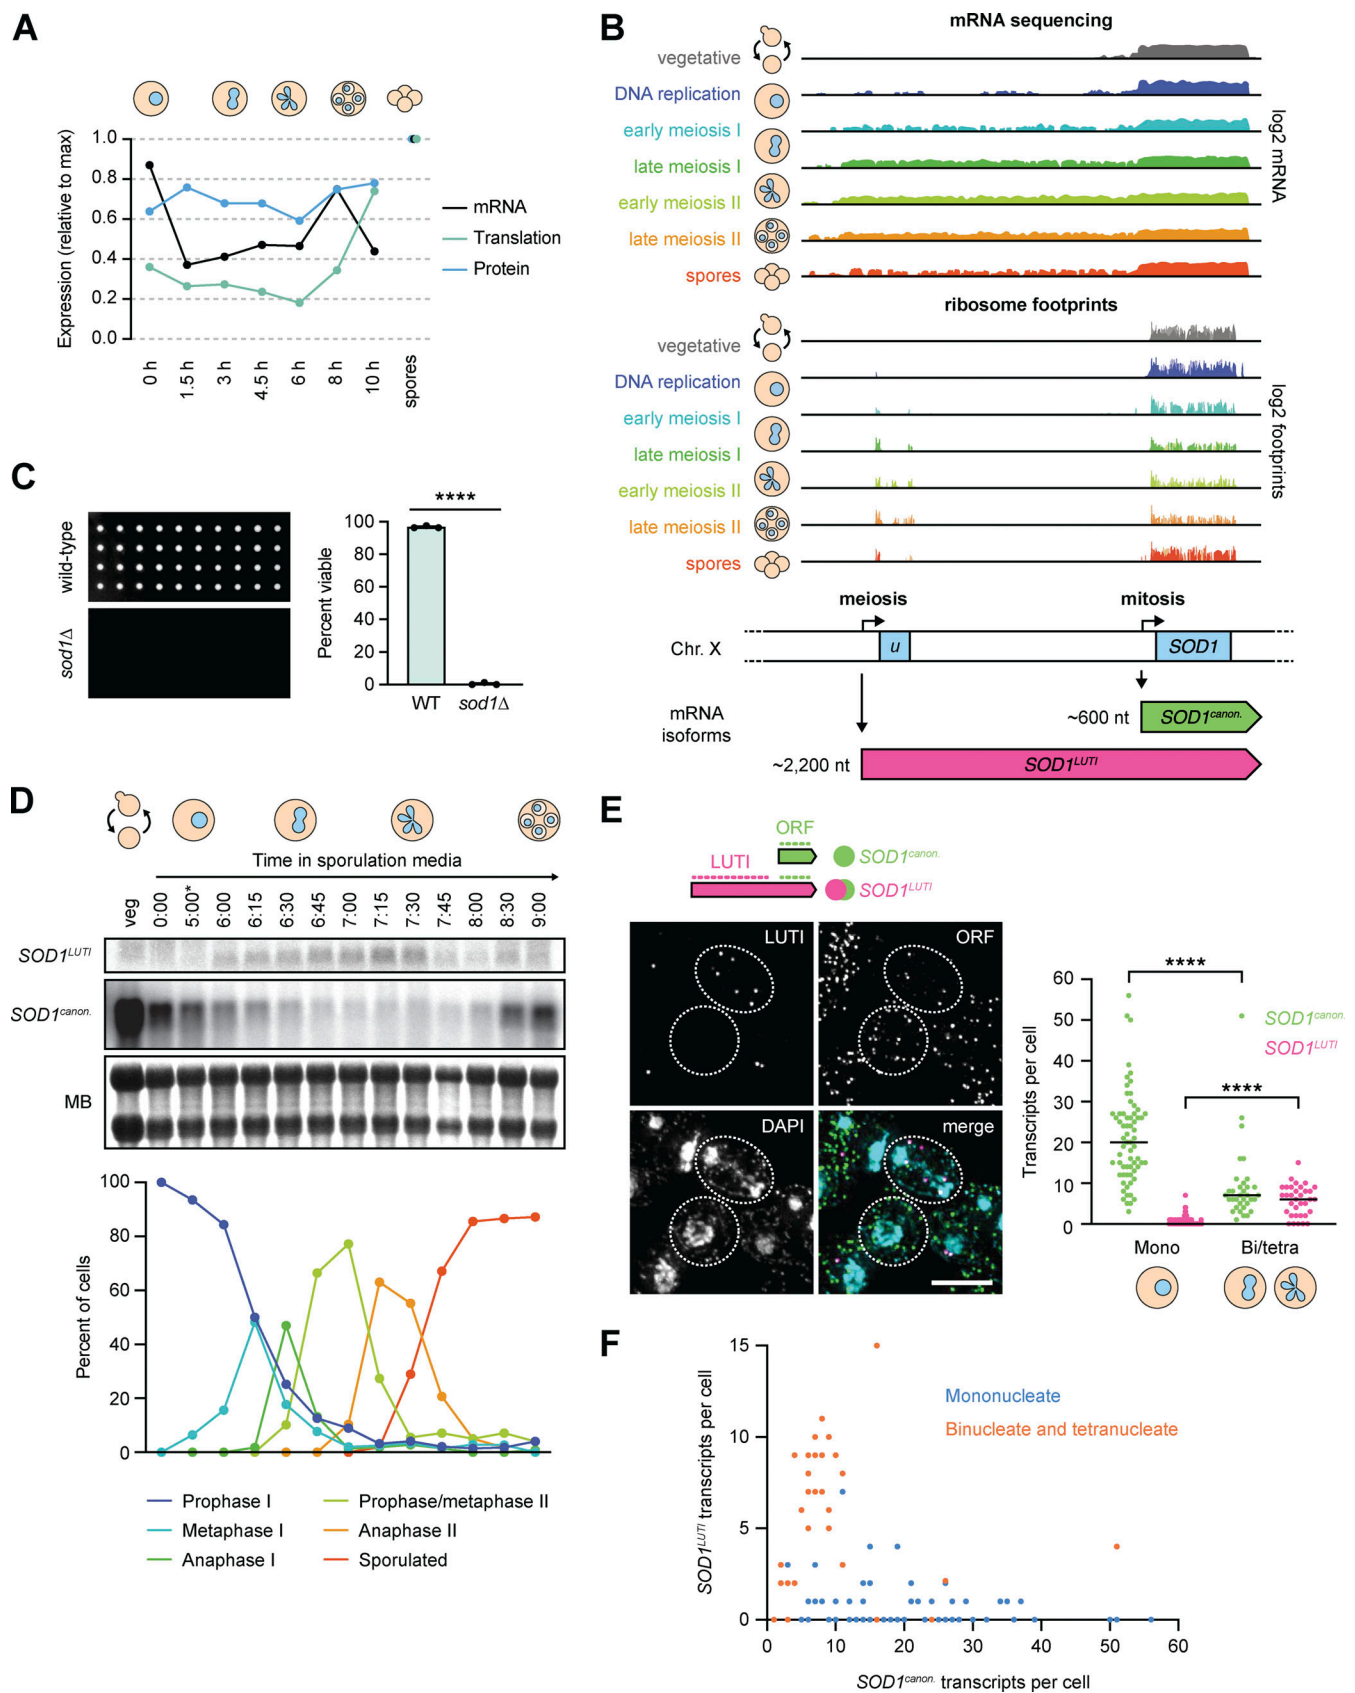 A
1.0
0.8
0.6
0.4
0.2
0.0
Expression (relative to max)
0 h
1.5 h
3 h
4.5 h
6 h
8 h
10 h
spores
mRNA
Translation
Protein
B
mRNA sequencing
vegetative
DNA replication
early meiosis I
late meiosis I
early meiosis II
late meiosis II
spores
log2 mRNA
ribosome footprints
vegetative
DNA replication
early meiosis I
late meiosis I
early meiosis II
late meiosis II
spores
log2 footprints
meiosis
mitosis
Chr. X
u
SOD1
mRNA
isoforms
~600 nt
SOD1canon.
~2,200 nt
SOD1LUTI
C
wild-type
sod1Δ
****
Percent viable
100
80
60
40
20
0
WT
sod1Δ
D
Time in sporulation media
veg
0:00
5:00*
6:00
6:15
6:30
6:45
7:00
7:15
7:30
7:45
8:00
8:30
9:00
SOD1LUTI
SOD1canon.
MB
Percent of cells
100
80
60
40
20
0
Prophase I
Metaphase I
Anaphase I
Prophase/metaphase II
Anaphase II
Sporulated
E
ORF
SOD1canon.
LUTI
SOD1LUTI
LUTI
ORF
DAPI
merge
Transcripts per cell
60
50
40
30
20
10
0
****
****
SOD1canon.
SOD1LUTI
Mono
Bi/tetra
F
SOD1LUTI transcripts per cell
15
10
5
0
Mononucleate
Binucleate and tetranucleate
0
10
20
30
40
50
60
SOD1canon. transcripts per cell